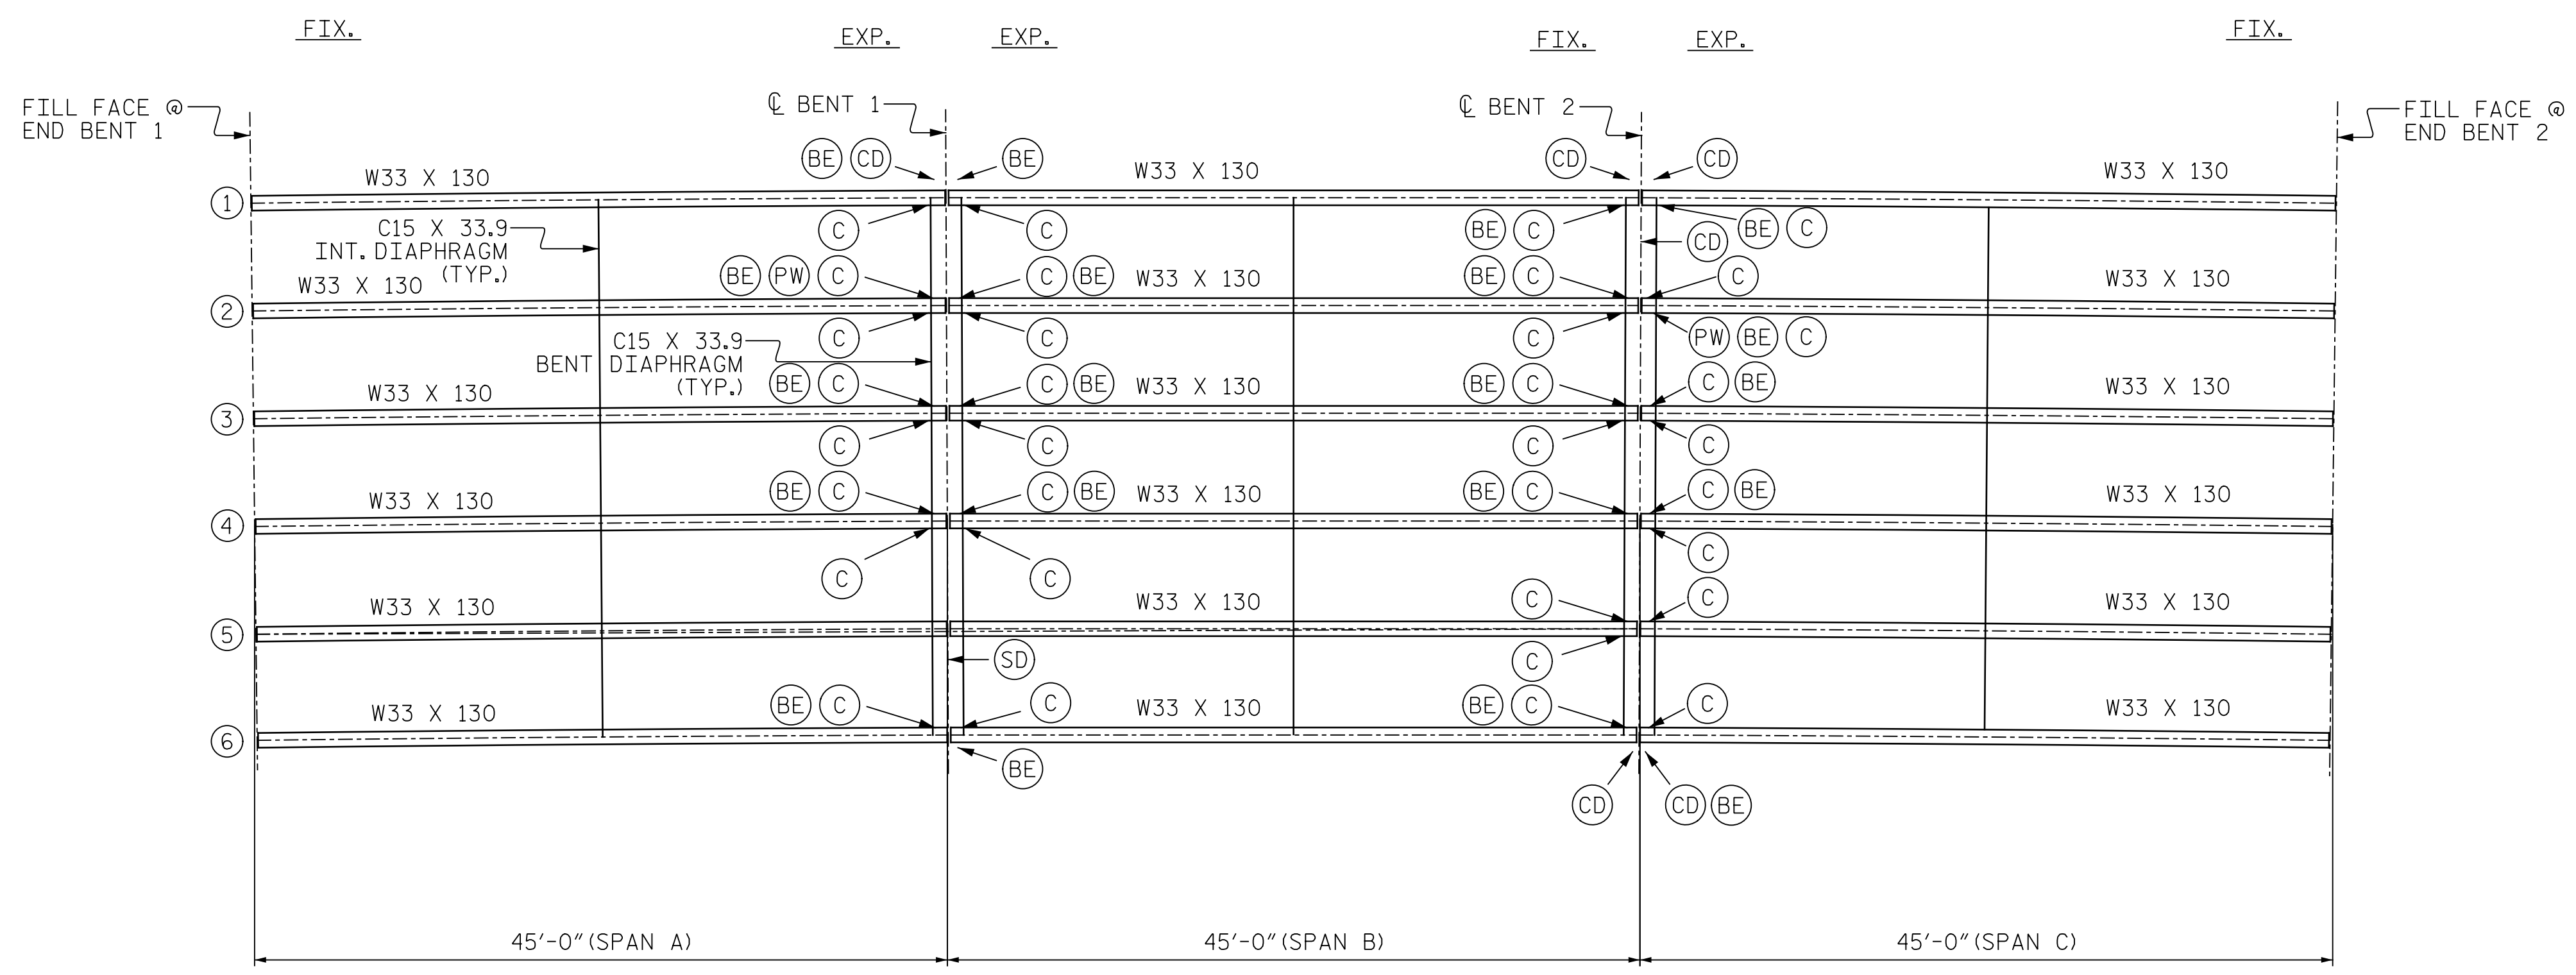 FIX.
EXP.
EXP.
FIX.
EXP.
FIX.
FILL FACE @
END BENT 1
℄ BENT 1
℄ BENT 2
FILL FACE @
END BENT 2
BE CD
BE
CD
CD
W33 X 130
W33 X 130
W33 X 130
1
C15 X 33.9
INT. DIAPHRAGM
(TYP.)
C
C
BE C
BE C
CD
W33 X 130
BE PW C
C BE
W33 X 130
BE C
C
W33 X 130
2
C15 X 33.9
BENT DIAPHRAGM
(TYP.)
C
C
C
PW BE C
W33 X 130
BE C
C BE
W33 X 130
BE C
C BE
W33 X 130
3
C
C
C
C
W33 X 130
BE C
C BE
W33 X 130
BE C
C BE
W33 X 130
4
C
C
C
W33 X 130
W33 X 130
C
C
W33 X 130
5
SD
C
W33 X 130
BE C
C
W33 X 130
BE C
C
W33 X 130
6
BE
CD
CD BE
45'-0" (SPAN A)
45'-0" (SPAN B)
45'-0" (SPAN C)